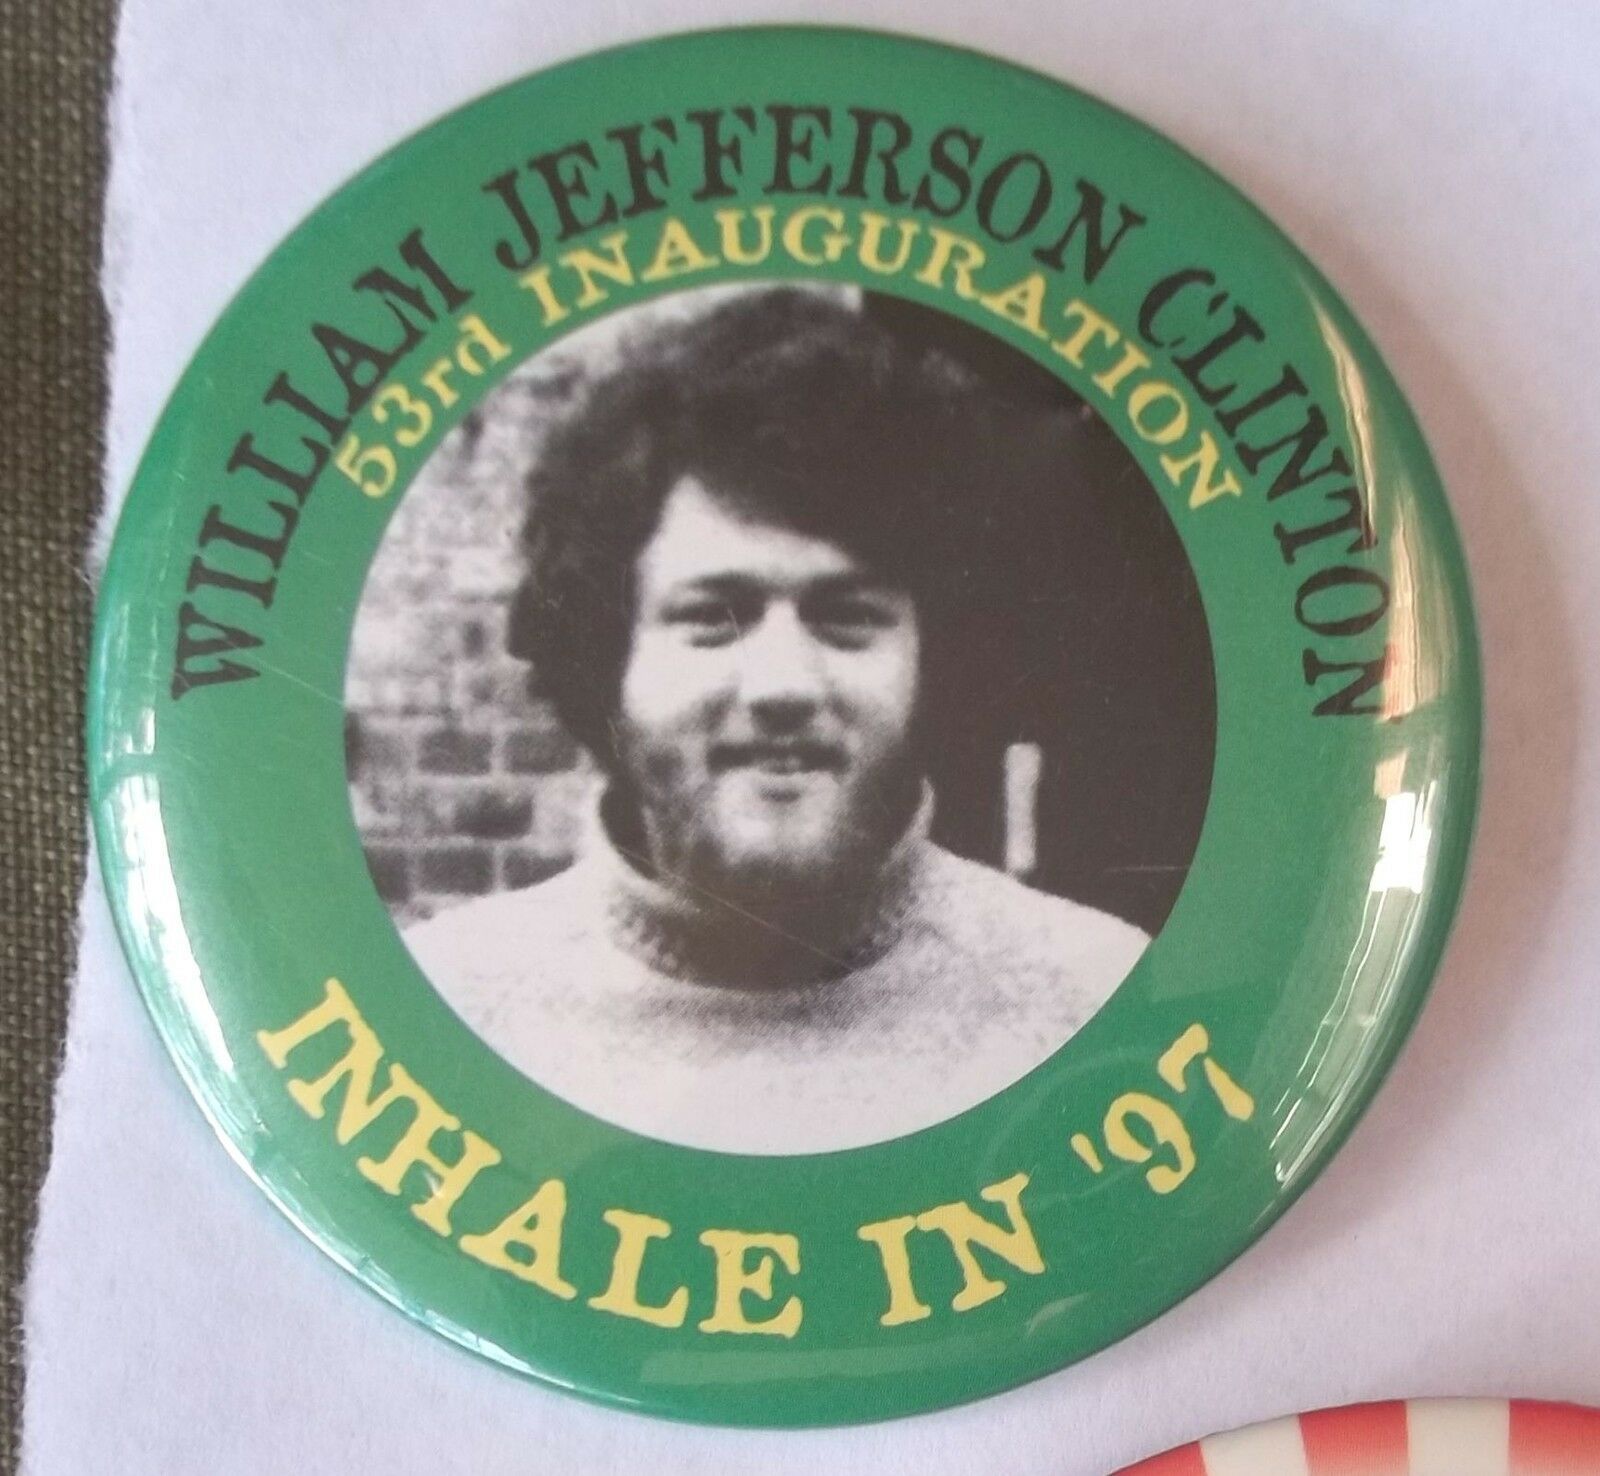 WILLIAM JEFFERSON CLINTON
53rd INAUGURATION
INHALE IN '97